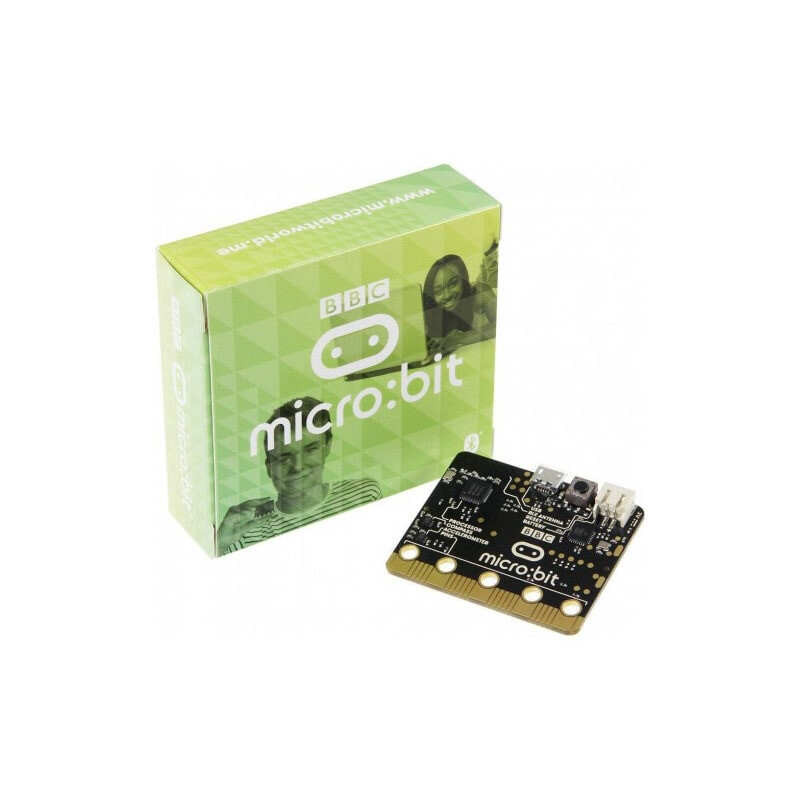 www.microbitworld.me
BBC
micro:bit
BBC
micro:bit
USB
BLE ANTENNA
RESET
BATTERY
PROCESSOR
COMPASS
ACCELEROMETER
PINS
BBC
micro:bit